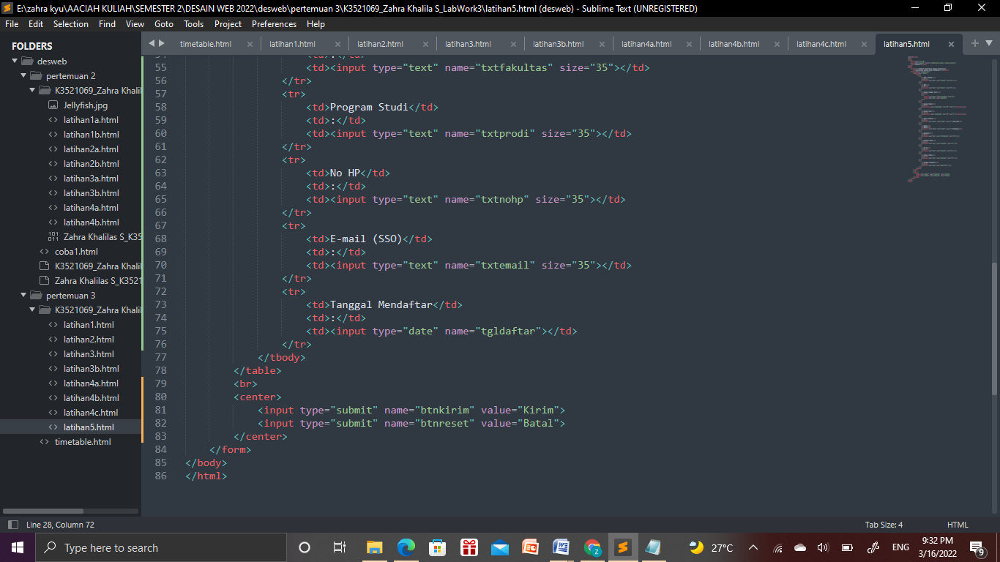 E:\zahra kyu\AACIAH KULIAH\SEMESTER 2\DESAIN WEB 2022\desweb\pertemuan 3\K3521069_Zahra Khalila S_LabWork3\latihan5.html (desweb) - Sublime Text (UNREGISTERED)
File Edit Selection Find View Goto Tools Project Preferences Help
FOLDERS
desweb
pertemuan 2
K3521069_Zahra Khalil
Jellyfish.jpg
latihan1a.html
latihan1b.html
latihan2a.html
latihan2b.html
latihan3a.html
latihan3b.html
latihan4a.html
latihan4b.html
Zahra Khalilas S_K35
coba1.html
K3521069_Zahra Khalil
Zahra Khalilas S_K3521
pertemuan 3
K3521069_Zahra Khalil
latihan1.html
latihan2.html
latihan3.html
latihan3b.html
latihan4a.html
latihan4b.html
latihan4c.html
latihan5.html
timetable.html
timetable.html latihan1.html latihan2.html latihan3.html latihan3b.html latihan4a.html latihan4b.html latihan4c.html latihan5.html
54 <td>:</td>
55 <td><input type="text" name="txtfakultas" size="35"></td>
56 </tr>
57 <tr>
58 <td>Program Studi</td>
59 <td>:</td>
60 <td><input type="text" name="txtprodi" size="35"></td>
61 </tr>
62 <tr>
63 <td>No HP</td>
64 <td>:</td>
65 <td><input type="text" name="txtnohp" size="35"></td>
66 </tr>
67 <tr>
68 <td>E-mail (SSO)</td>
69 <td>:</td>
70 <td><input type="text" name="txtemail" size="35"></td>
71 </tr>
72 <tr>
73 <td>Tanggal Mendaftar</td>
74 <td>:</td>
75 <td><input type="date" name="tgldaftar"></td>
76 </tr>
77 </tbody>
78 </table>
79 <br>
80 <center>
81 <input type="submit" name="btnkirim" value="Kirim">
82 <input type="submit" name="btnreset" value="Batal">
83 </center>
84 </form>
85 </body>
86 </html>
Line 28, Column 72
Tab Size: 4 HTML
Type here to search
27°C
ENG
9:32 PM
3/16/2022
9